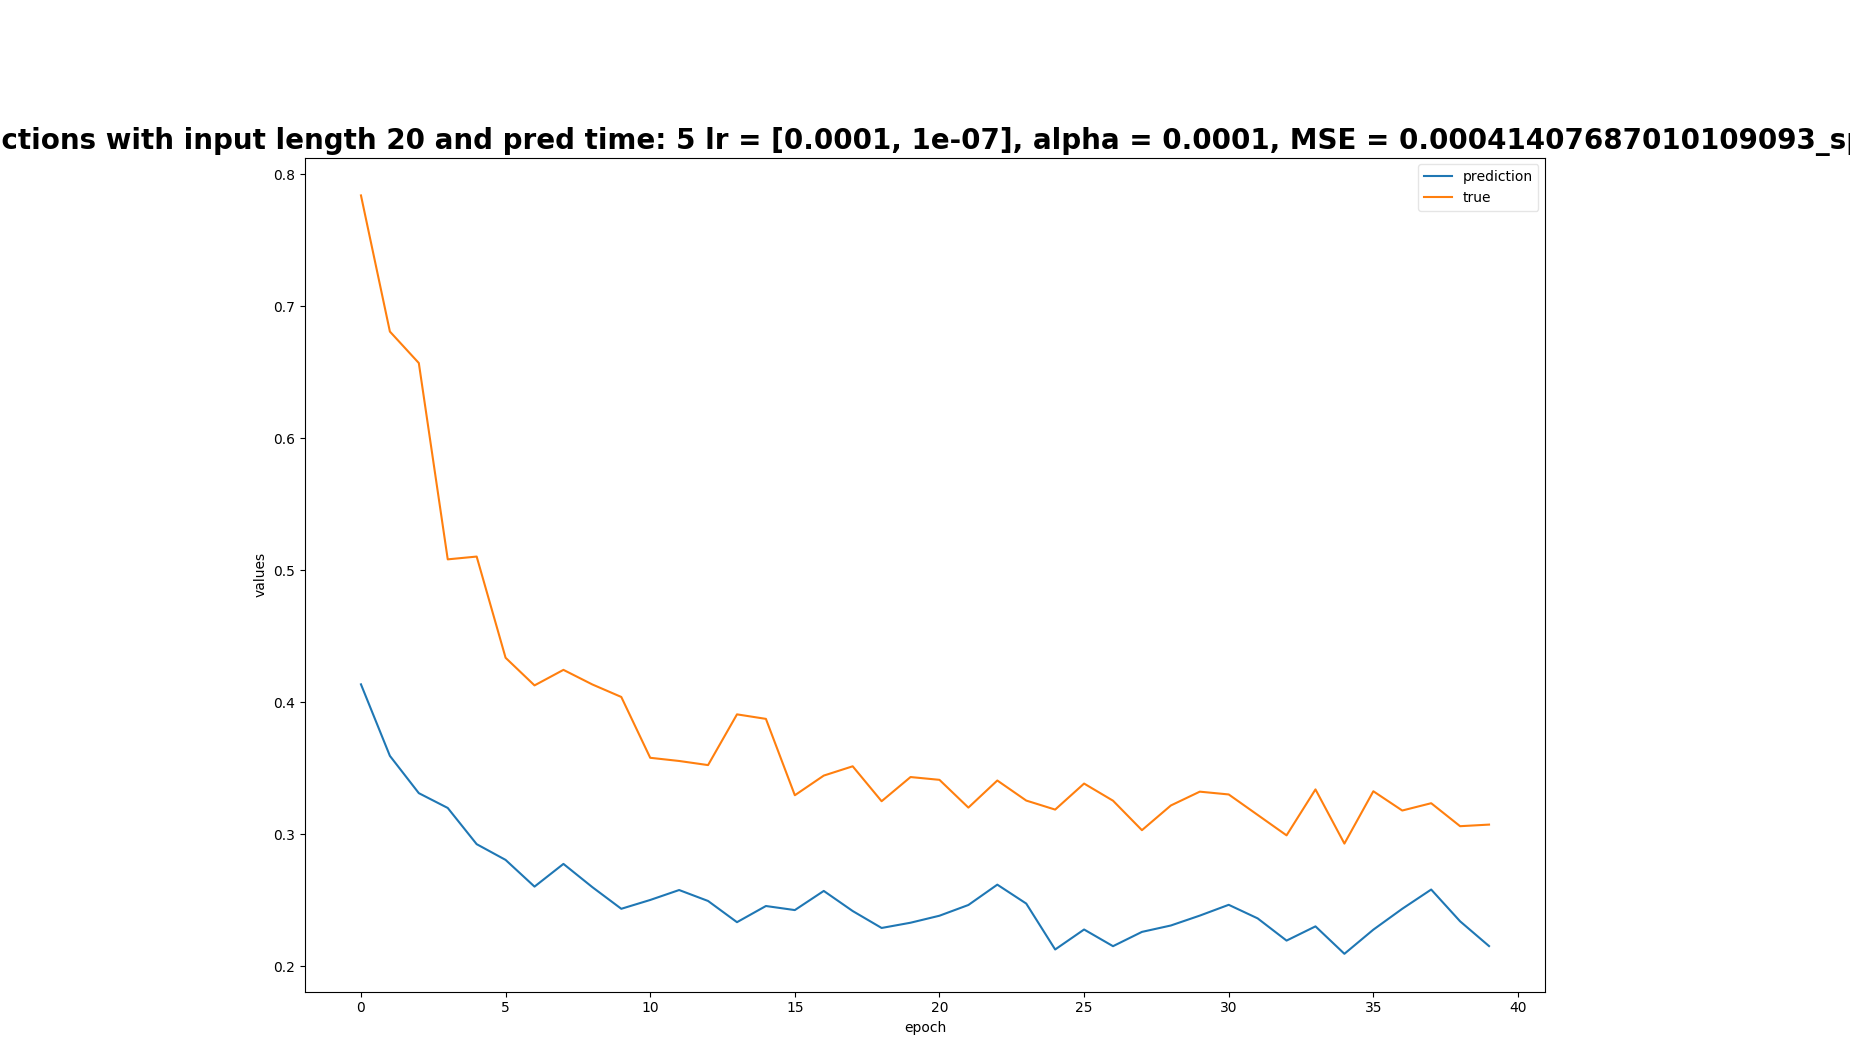 ctions with input length 20 and pred time: 5 lr = [0.0001, 1e-07], alpha = 0.0001, MSE = 0.00041407687010109093_sp
prediction
true
0.8
0.7
0.6
0.5
0.4
0.3
0.2
values
0 5 10 15 20 25 30 35 40
epoch